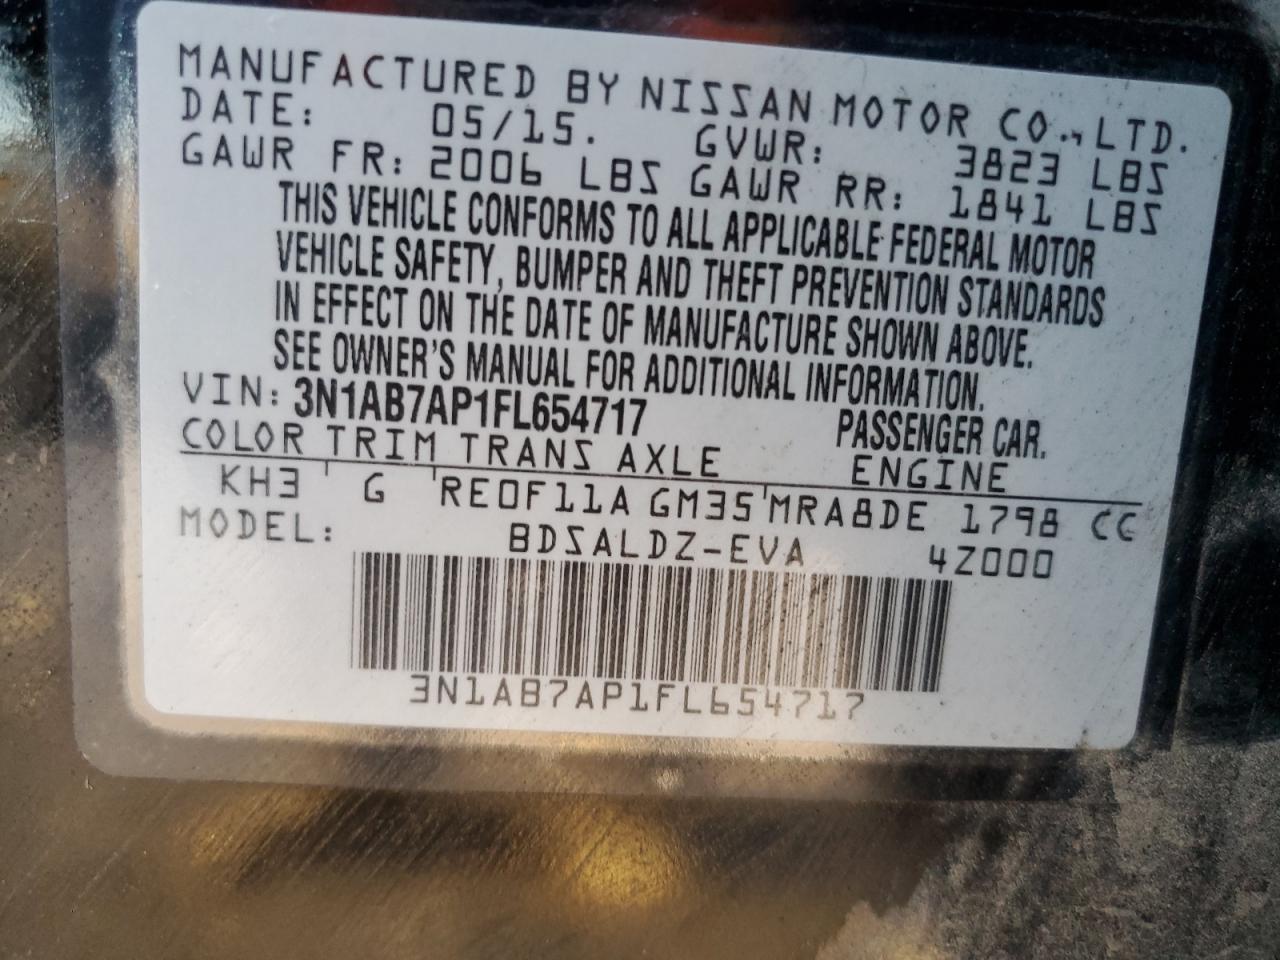 MANUFACTURED BY NISSAN MOTOR CO., LTD.
DATE: 05/15. GVWR: 3823 LBS
GAWR FR: 2006 LBS GAWR RR: 1841 LBS
THIS VEHICLE CONFORMS TO ALL APPLICABLE FEDERAL MOTOR
VEHICLE SAFETY, BUMPER AND THEFT PREVENTION STANDARDS
IN EFFECT ON THE DATE OF MANUFACTURE SHOWN ABOVE.
SEE OWNER'S MANUAL FOR ADDITIONAL INFORMATION.
VIN: 3N1AB7AP1FL654717 PASSENGER CAR.
COLOR TRIM TRANS AXLE ENGINE
KH3 G RE0F11A GM35 MRA8DE 1798 CC
MODEL: BDSALDZ-EVA 4Z000
3N1AB7AP1FL654717